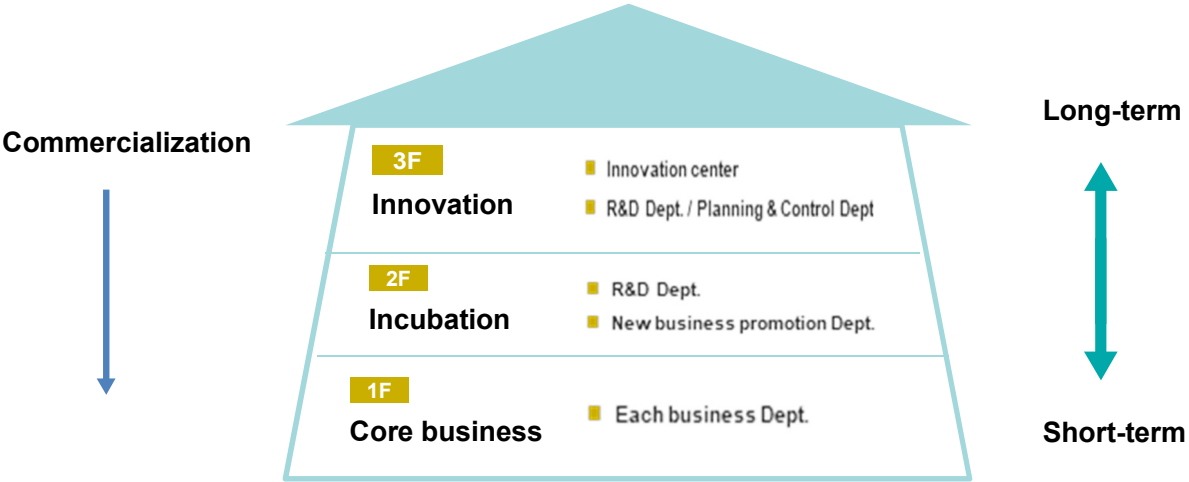 Commercialization
3F
Innovation
Innovation center
R&D Dept. / Planning & Control Dept
2F
Incubation
R&D Dept.
New business promotion Dept.
1F
Core business
Each business Dept.
Long-term
Short-term